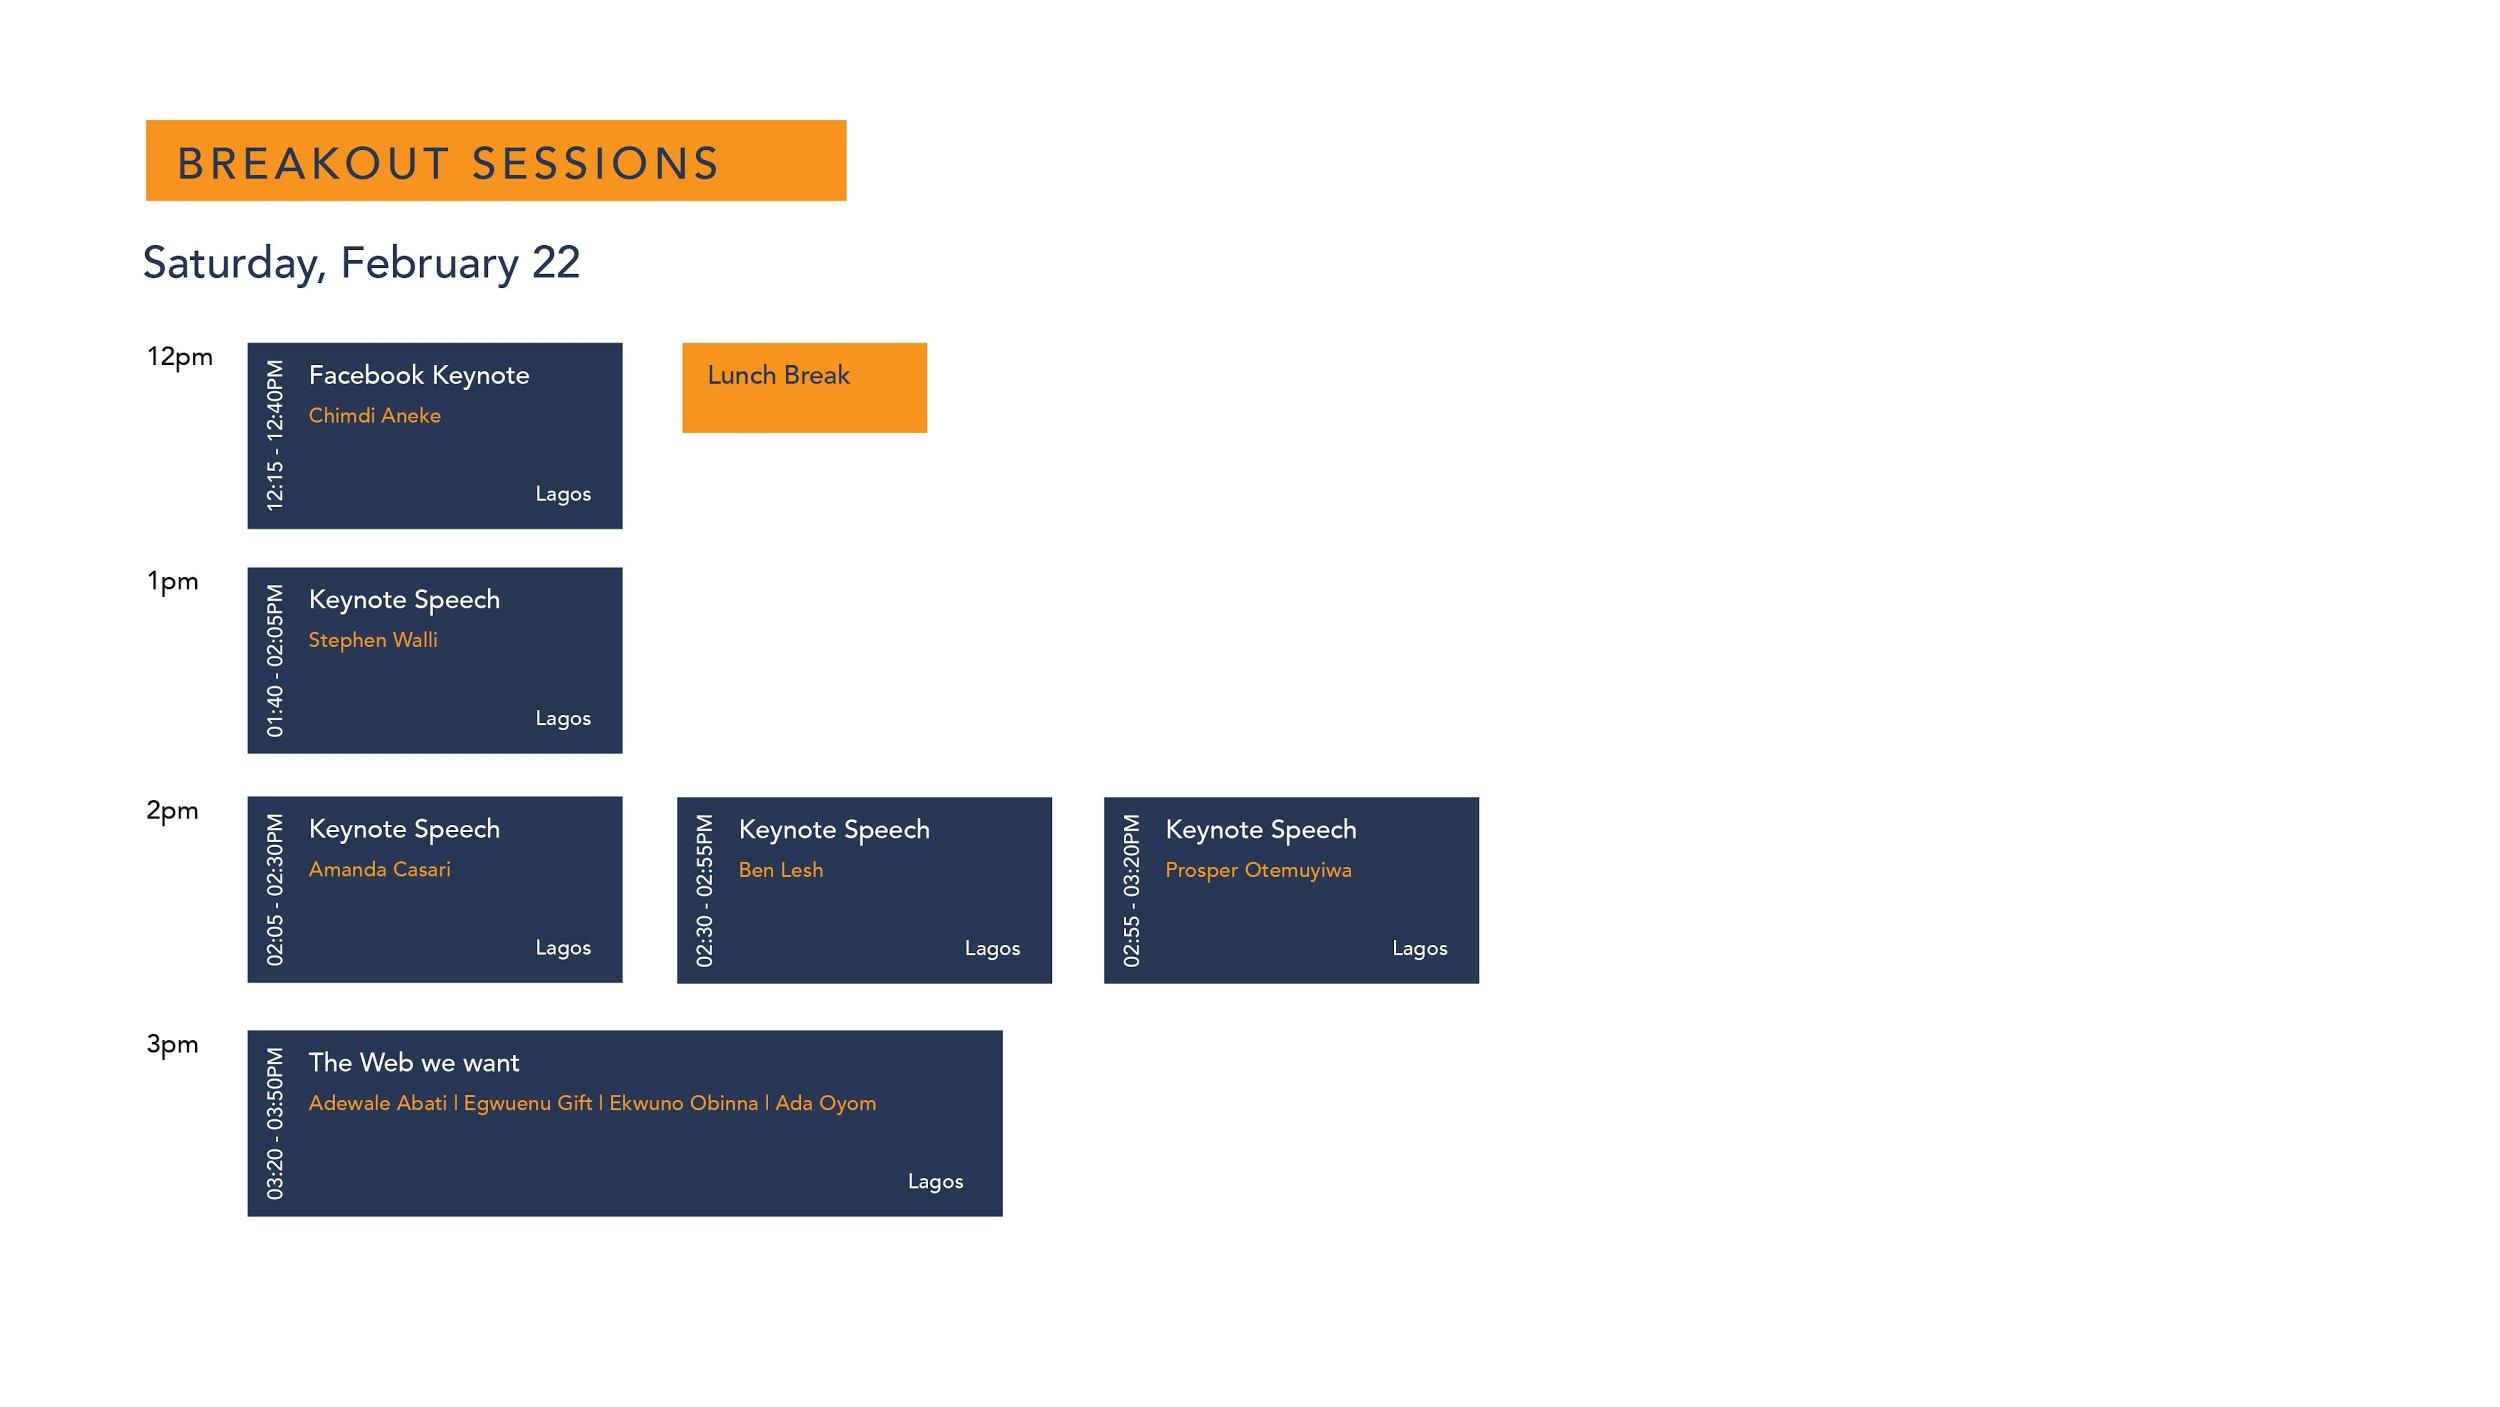 BREAKOUT SESSIONS
Saturday, February 22
12pm
12:15 - 12:40PM
Facebook Keynote
Chimdi Aneke
Lagos
Lunch Break
1pm
01:40 - 02:05PM
Keynote Speech
Stephen Walli
Lagos
2pm
02:05 - 02:30PM
Keynote Speech
Amanda Casari
Lagos
02:30 - 02:55PM
Keynote Speech
Ben Lesh
Lagos
02:55 - 03:20PM
Keynote Speech
Prosper Otemuyiwa
Lagos
3pm
03:20 - 03:50PM
The Web we want
Adewale Abati | Egwuenu Gift | Ekwuno Obinna | Ada Oyom
Lagos